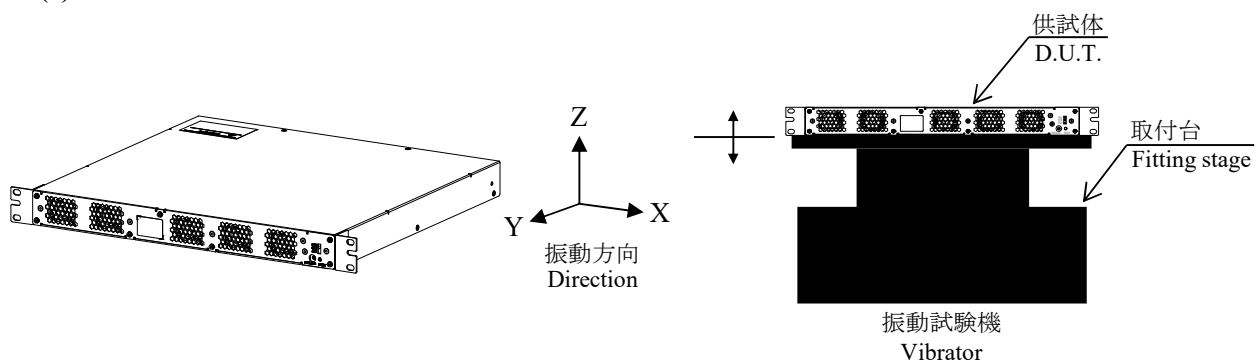 供試体
D.U.T.
取付台
Fitting stage
Z
Y
X
振動方向
Direction
振動試験機
Vibrator